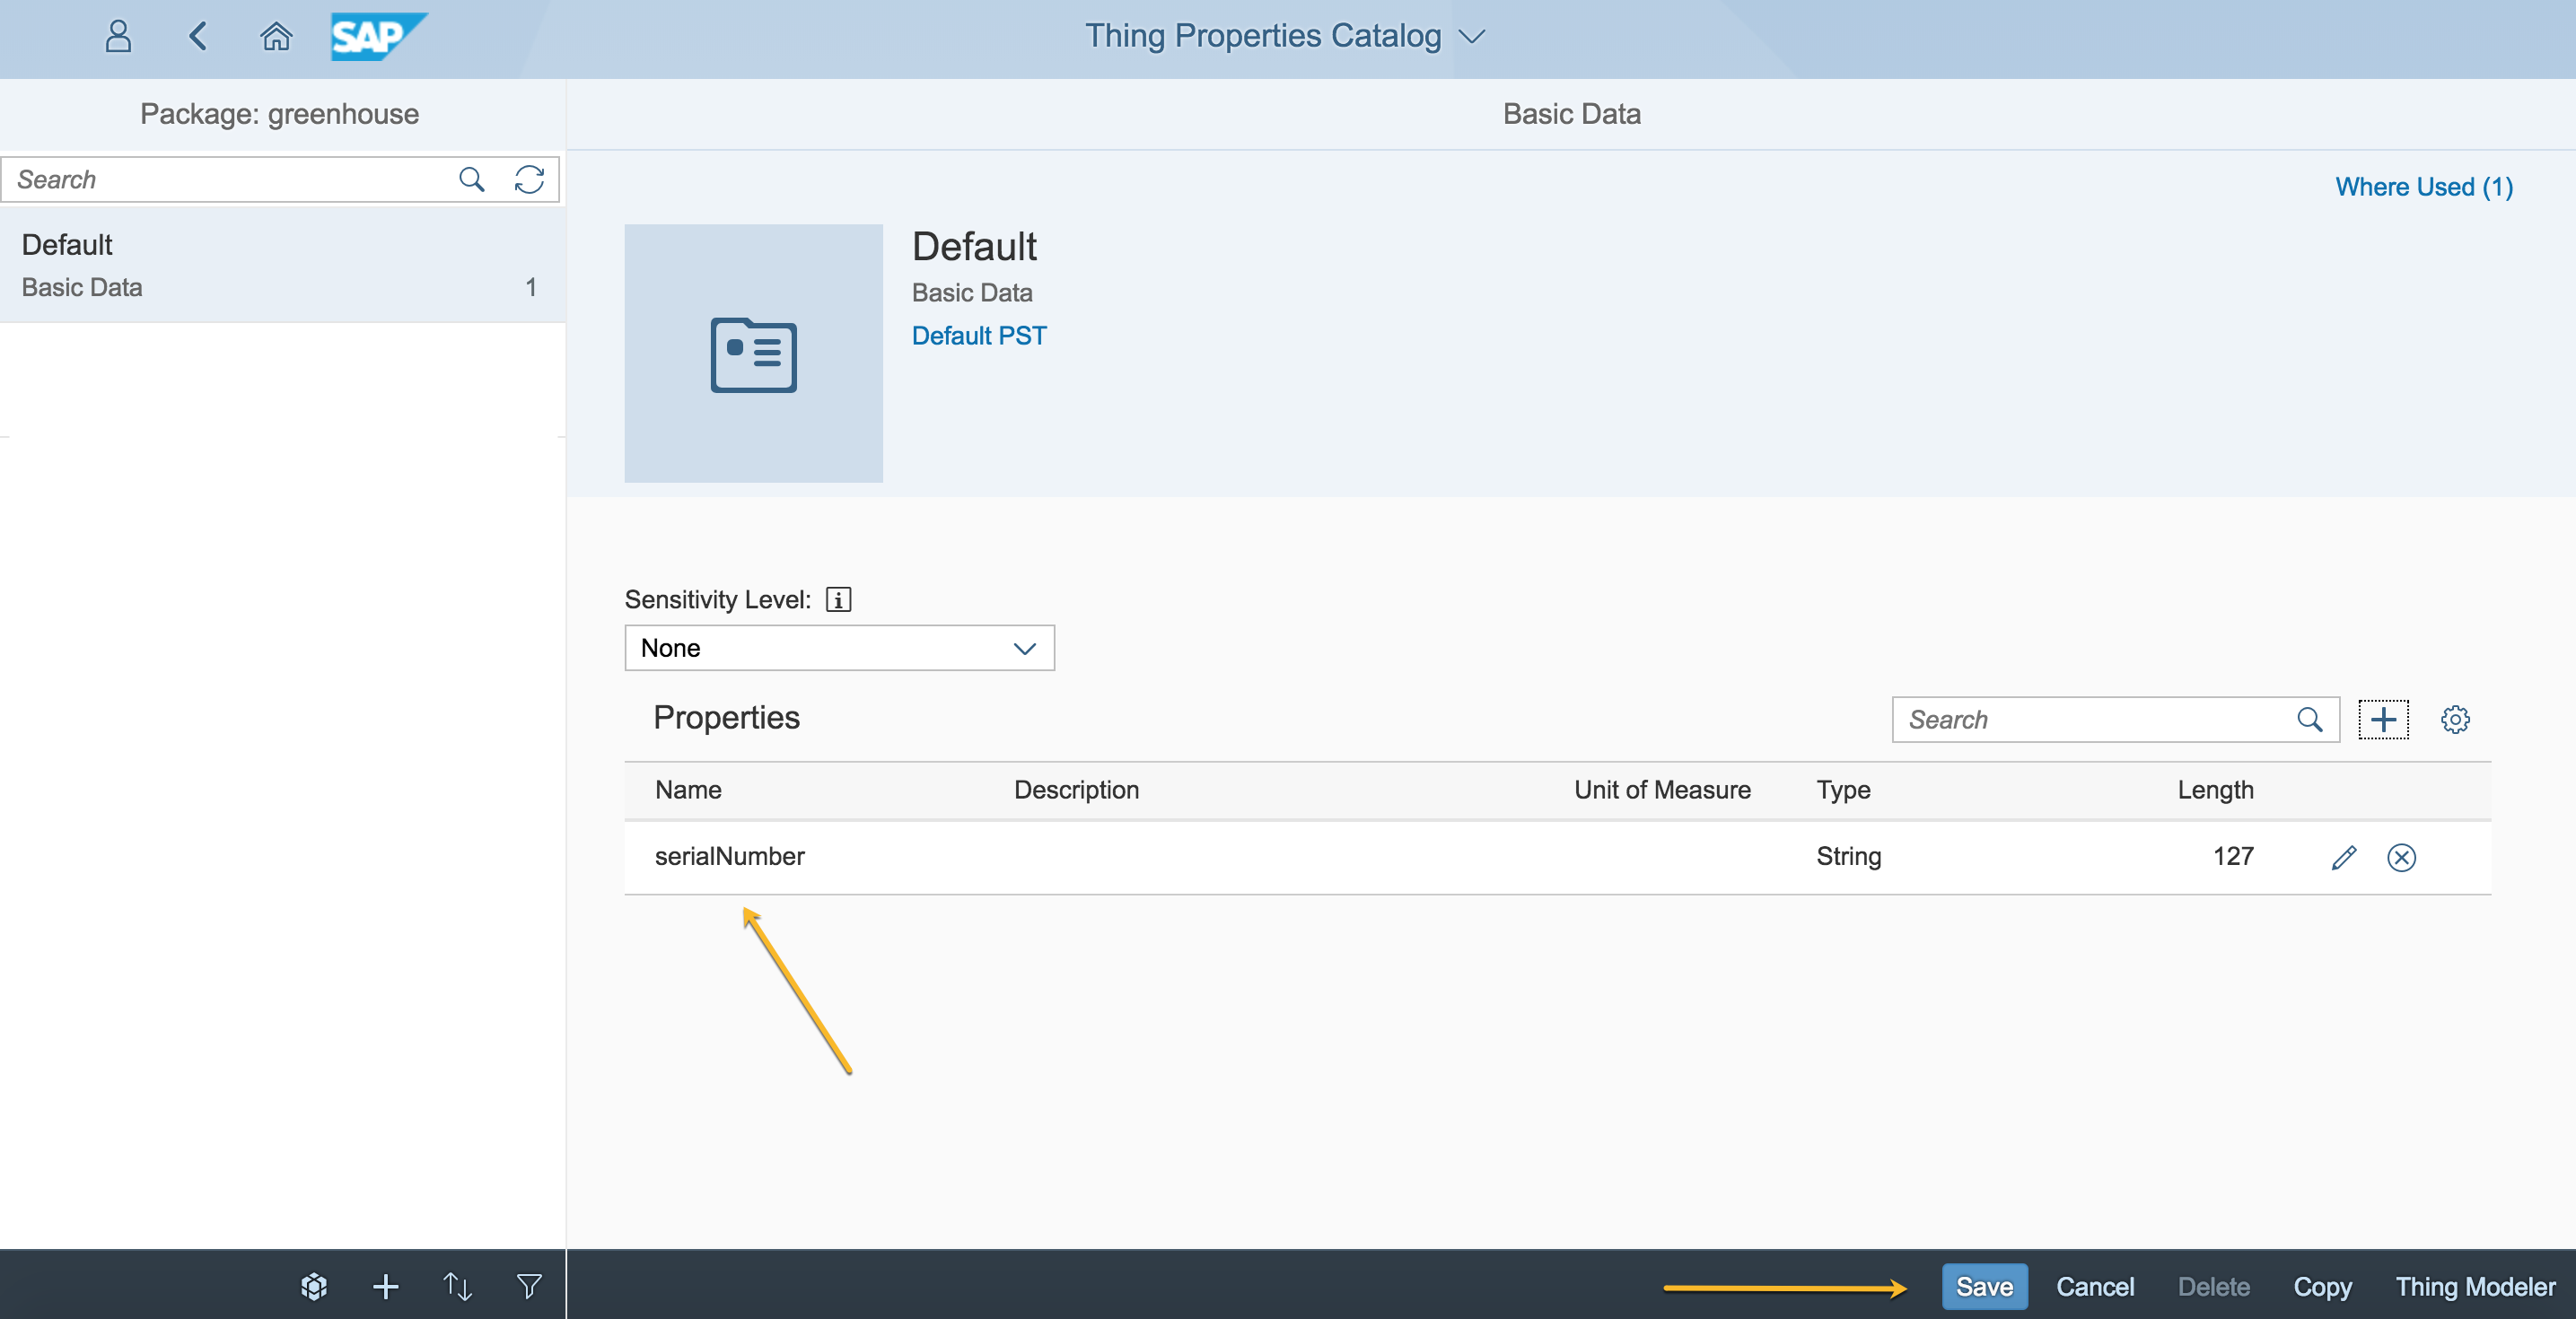 SAP
Thing Properties Catalog
Package: greenhouse
Basic Data
Search
Where Used (1)
Default
Basic Data 1
Default
Basic Data
Default PST
Sensitivity Level:
None
Properties
Search
Name Description Unit of Measure Type Length
serialNumber String 127
Save Cancel Delete Copy Thing Modeler